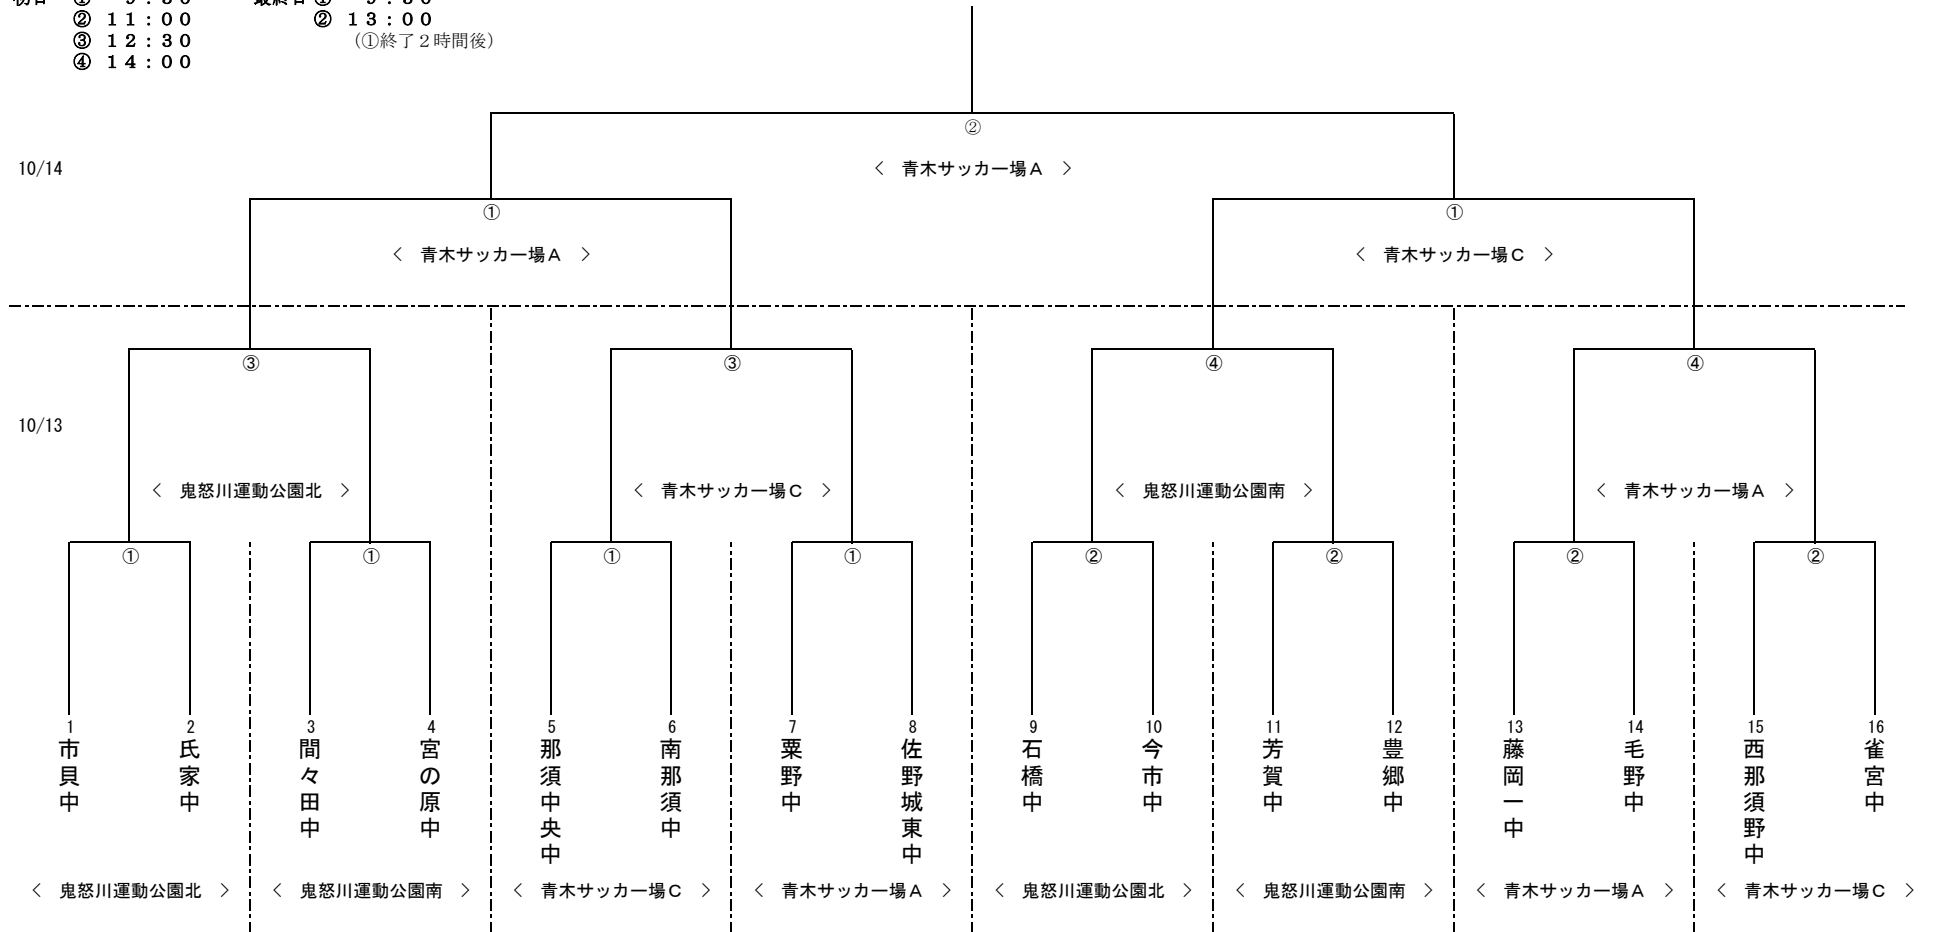 初日 ① 9：30 最終日 ① 9：30
② 11：00 ② 13：00
③ 12：30 （①終了２時間後）
④ 14：00
②
10/14 〈 青木サッカー場Ａ 〉
① ①
〈 青木サッカー場Ａ 〉 〈 青木サッカー場Ｃ 〉
③ ③ ④ ④
10/13
〈 鬼怒川運動公園北 〉 〈 青木サッカー場Ｃ 〉 〈 鬼怒川運動公園南 〉 〈 青木サッカー場Ａ 〉
① ① ① ① ② ② ② ②
1 2 3 4 5 6 7 8 9 10 11 12 13 14 15 16
市貝中
氏家中
間々田中
宮の原中
那須中央中
南那須中
粟野中
佐野城東中
石橋中
今市中
芳賀中
豊郷中
藤岡一中
毛野中
西那須野中
雀宮中
〈 鬼怒川運動公園北 〉 〈 鬼怒川運動公園南 〉 〈 青木サッカー場Ｃ 〉 〈 青木サッカー場Ａ 〉 〈 鬼怒川運動公園北 〉 〈 鬼怒川運動公園南 〉 〈 青木サッカー場Ａ 〉 〈 青木サッカー場Ｃ 〉